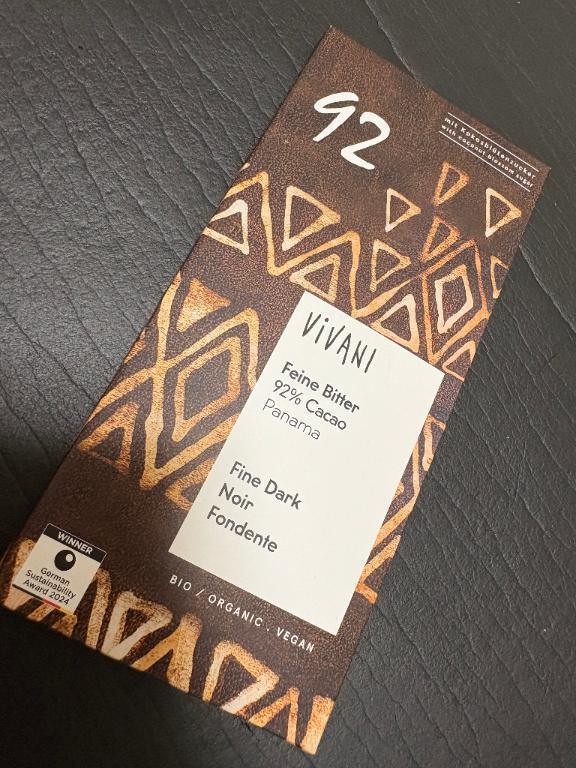 92
mit Kokosblütenzucker
with coconut blossom sugar
ViVANI
Feine Bitter
92% Cacao
Panama
Fine Dark
Noir
Fondente
WINNER
German
Sustainability
Award 2024
BIO / ORGANIC . VEGAN